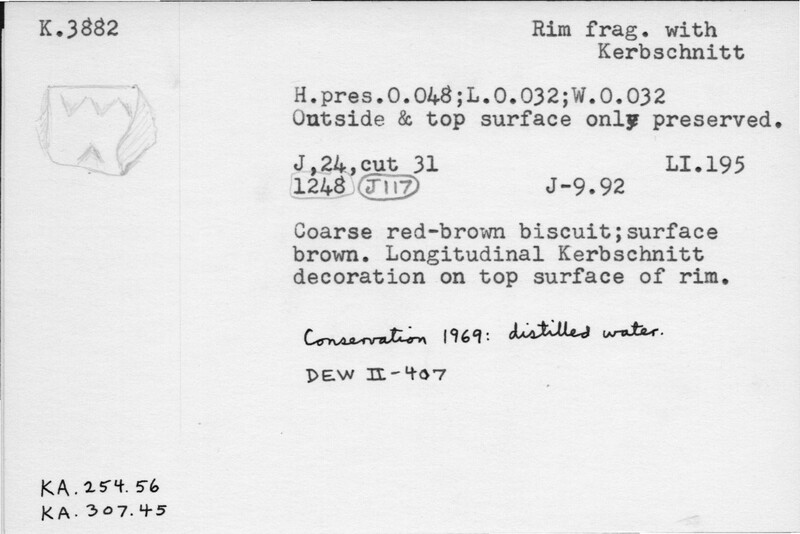 K.3882
Rim frag. with
Kerbschnitt
H.pres.0.048;L.0.032;W.0.032
Outside & top surface only preserved.
J,24,cut 31 LI.195
1248 J117 J-9.92
Coarse red-brown biscuit;surface
brown. Longitudinal Kerbschnitt
decoration on top surface of rim.
Conservation 1969: distilled water.
DEW II-407
KA.254.56
KA.307.45